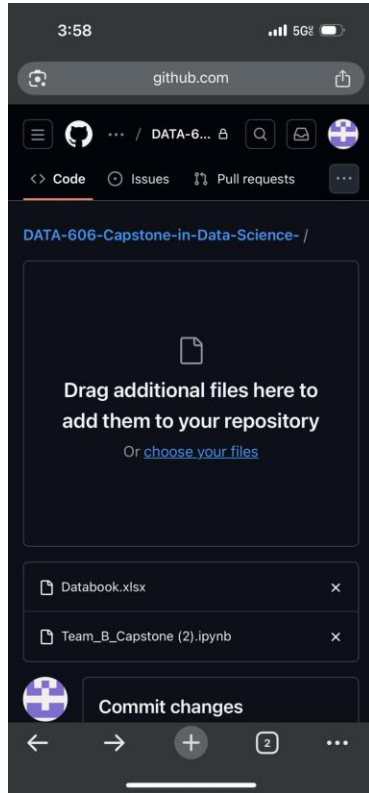 3:58
5G
github.com
... / DATA-6...
<> Code Issues Pull requests ...
DATA-606-Capstone-in-Data-Science- /
Drag additional files here to
add them to your repository
Or choose your files
Databook.xlsx ×
Team_B_Capstone (2).ipynb ×
Commit changes
2